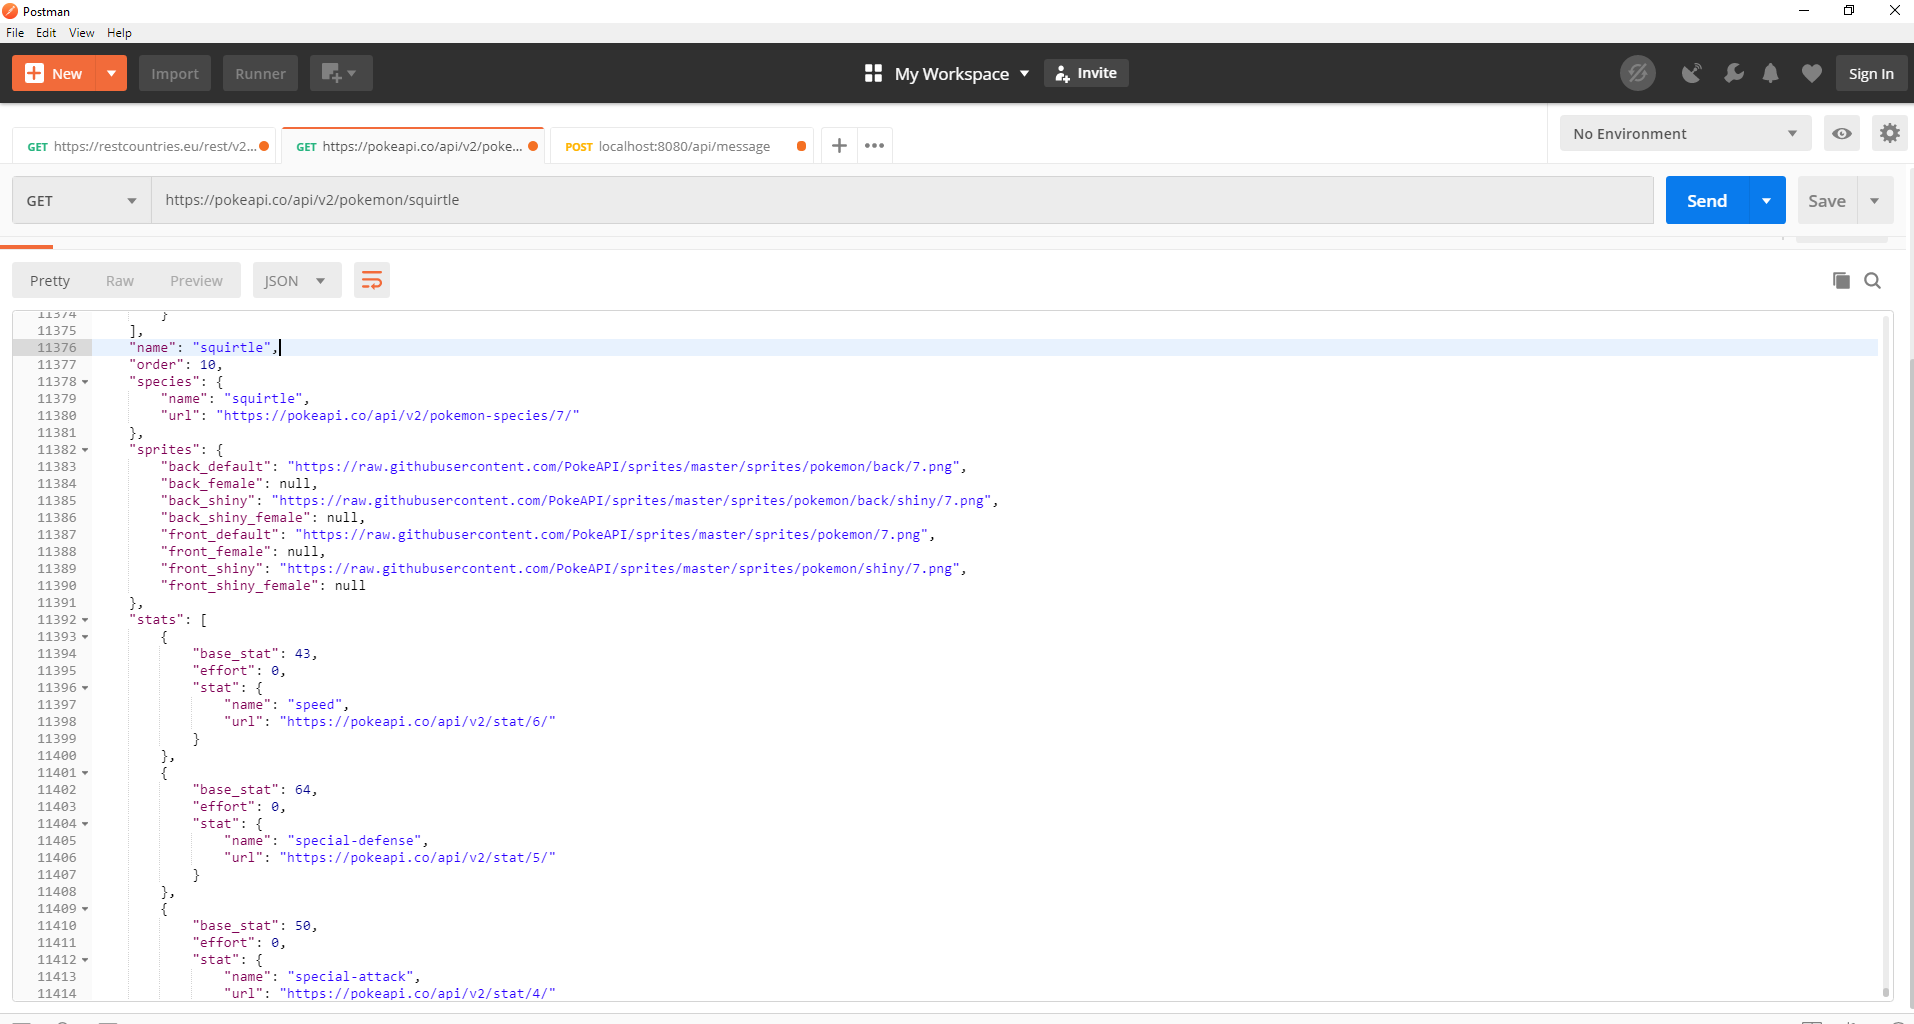 Postman
File Edit View Help
New Import Runner My Workspace Invite Sign In
GET https://restcountries.eu/rest/v2... GET https://pokeapi.co/api/v2/poke... POST localhost:8080/api/message + ••• No Environment
GET https://pokeapi.co/api/v2/pokemon/squirtle Send Save
Pretty Raw Preview JSON
11374 }
11375 ],
11376 "name": "squirtle",
11377 "order": 10,
11378 "species": {
11379 "name": "squirtle",
11380 "url": "https://pokeapi.co/api/v2/pokemon-species/7/"
11381 },
11382 "sprites": {
11383 "back_default": "https://raw.githubusercontent.com/PokeAPI/sprites/master/sprites/pokemon/back/7.png",
11384 "back_female": null,
11385 "back_shiny": "https://raw.githubusercontent.com/PokeAPI/sprites/master/sprites/pokemon/back/shiny/7.png",
11386 "back_shiny_female": null,
11387 "front_default": "https://raw.githubusercontent.com/PokeAPI/sprites/master/sprites/pokemon/7.png",
11388 "front_female": null,
11389 "front_shiny": "https://raw.githubusercontent.com/PokeAPI/sprites/master/sprites/pokemon/shiny/7.png",
11390 "front_shiny_female": null
11391 },
11392 "stats": [
11393 {
11394 "base_stat": 43,
11395 "effort": 0,
11396 "stat": {
11397 "name": "speed",
11398 "url": "https://pokeapi.co/api/v2/stat/6/"
11399 }
11400 },
11401 {
11402 "base_stat": 64,
11403 "effort": 0,
11404 "stat": {
11405 "name": "special-defense",
11406 "url": "https://pokeapi.co/api/v2/stat/5/"
11407 }
11408 },
11409 {
11410 "base_stat": 50,
11411 "effort": 0,
11412 "stat": {
11413 "name": "special-attack",
11414 "url": "https://pokeapi.co/api/v2/stat/4/"